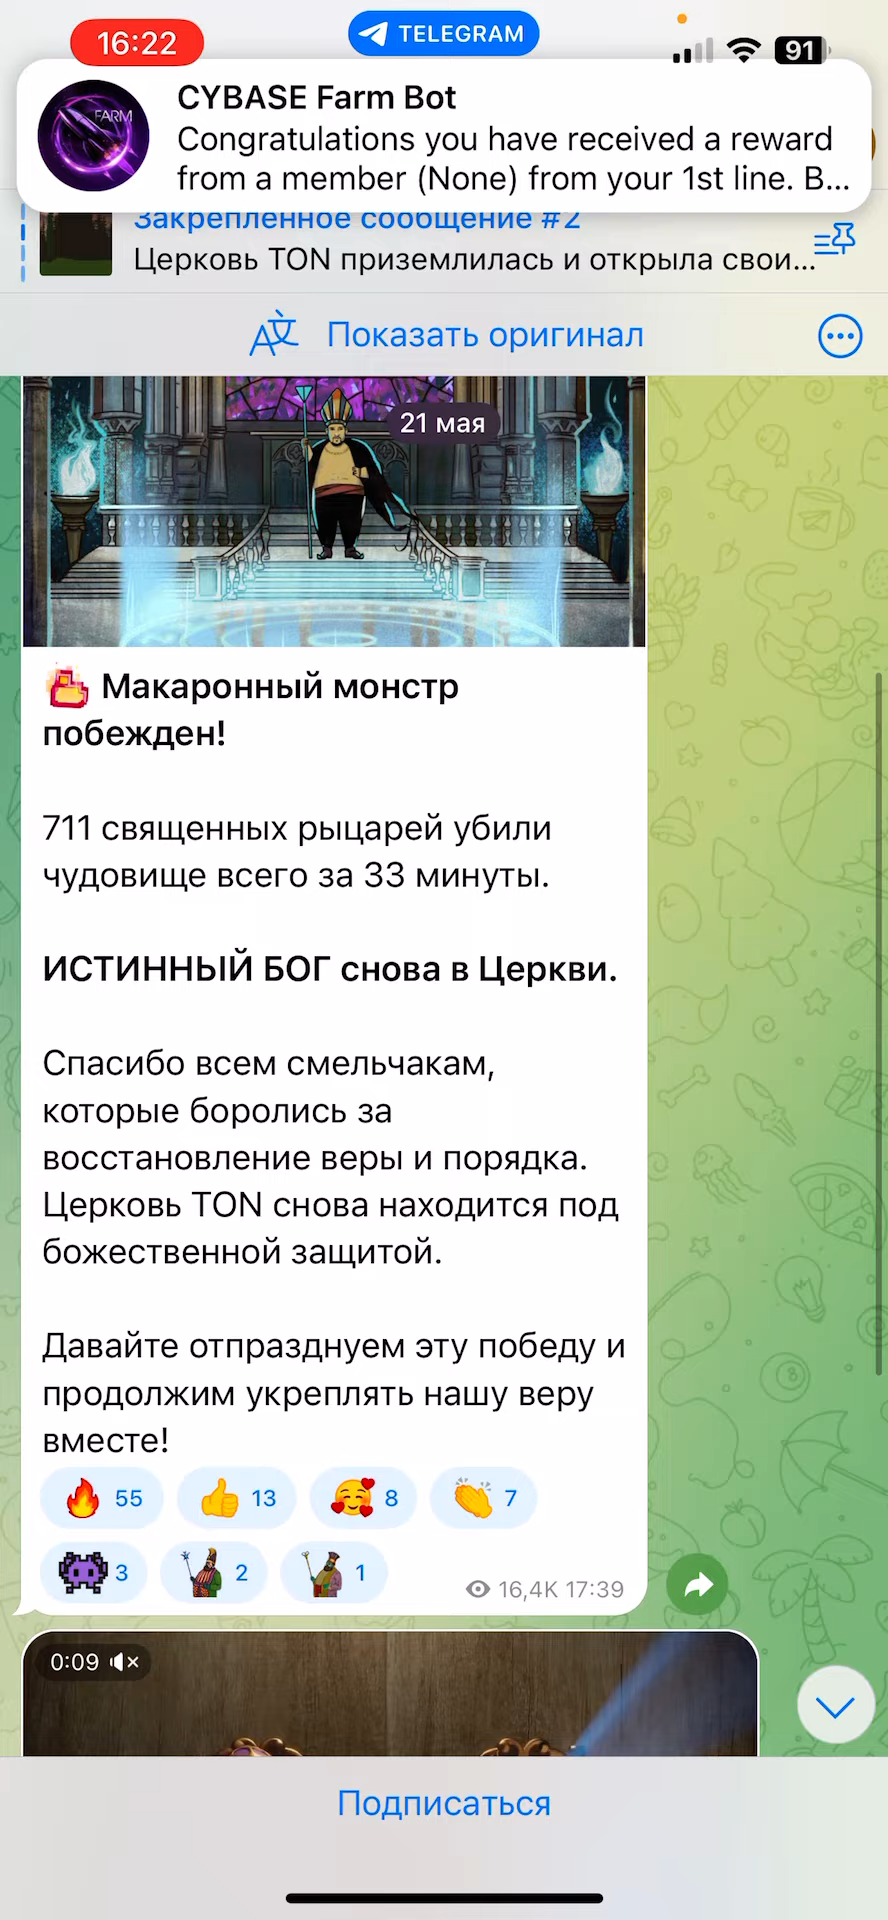 16:22
TELEGRAM
91
FARM
CYBASE Farm Bot
Congratulations you have received a reward
from a member (None) from your 1st line. B...
Закрепленное сообщение #2
Церковь TON приземлилась и открыла свои...
Показать оригинал
21 мая
Макаронный монстр
побежден!
711 священных рыцарей убили
чудовище всего за 33 минуты.
ИСТИННЫЙ БОГ снова в Церкви.
Спасибо всем смельчакам,
которые боролись за
восстановление веры и порядка.
Церковь TON снова находится под
божественной защитой.
Давайте отпразднуем эту победу и
продолжим укреплять нашу веру
вместе!
55 13 8 7
3 2 1
16,4K 17:39
0:09
Подписаться